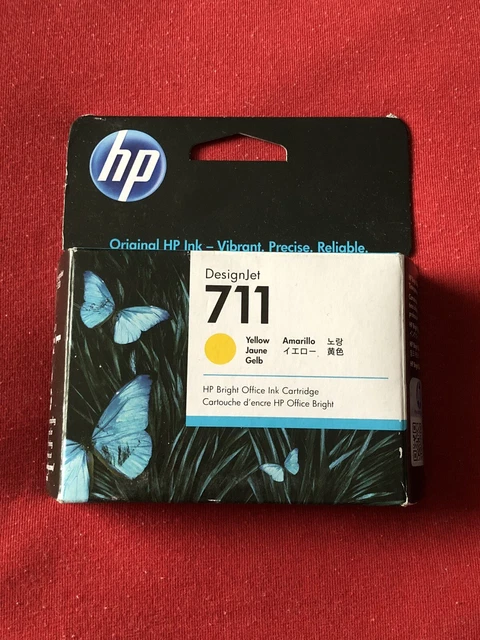 hp
Original HP Ink – Vibrant. Precise. Reliable.
DesignJet
711
Yellow Amarillo 노랑
Jaune イエロー 黄色
Gelb
HP Bright Office Ink Cartridge
Cartouche d'encre HP Office Bright